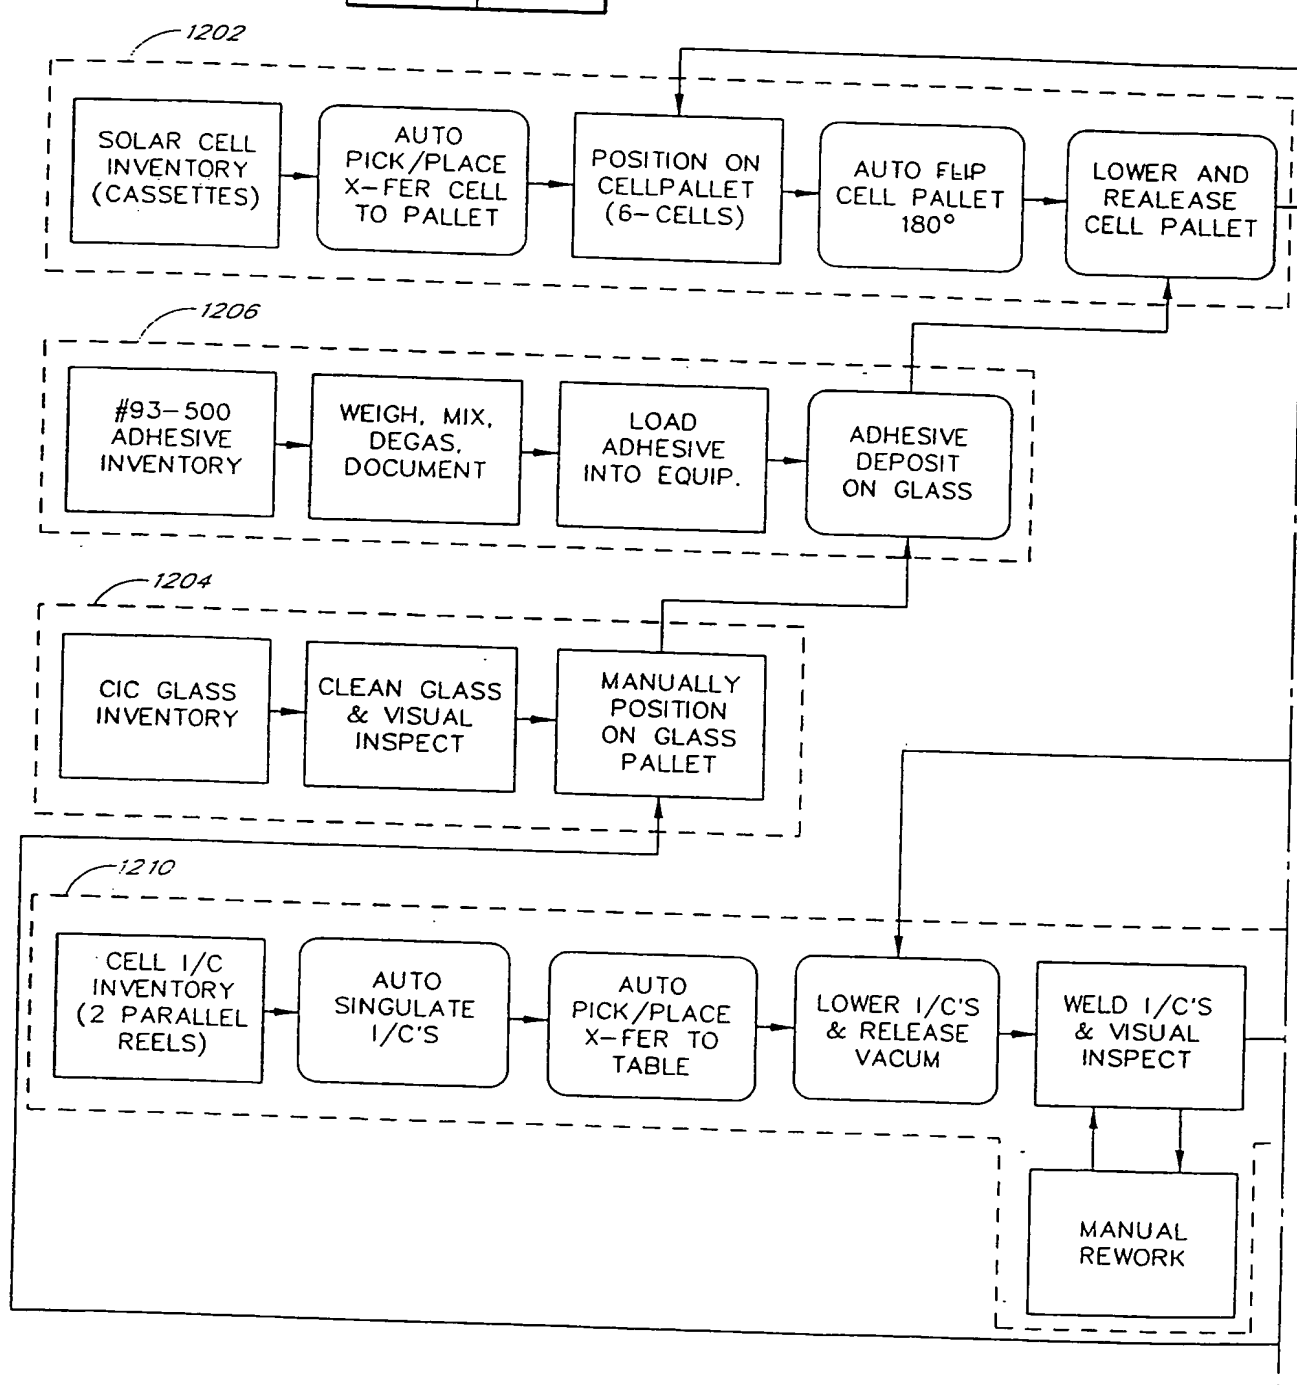 1202
SOLAR CELL
INVENTORY
(CASSETTES)
AUTO
PICK/PLACE
X-FER CELL
TO PALLET
POSITION ON
CELLPALLET
(6-CELLS)
AUTO FLIP
CELL PALLET
180°
LOWER AND
REALEASE
CELL PALLET
1206
#93-500
ADHESIVE
INVENTORY
WEIGH, MIX,
DEGAS,
DOCUMENT
LOAD
ADHESIVE
INTO EQUIP.
ADHESIVE
DEPOSIT
ON GLASS
1204
CIC GLASS
INVENTORY
CLEAN GLASS
& VISUAL
INSPECT
MANUALLY
POSITION
ON GLASS
PALLET
1210
CELL I/C
INVENTORY
(2 PARALLEL
REELS)
AUTO
SINGULATE
I/C'S
AUTO
PICK/PLACE
X-FER TO
TABLE
LOWER I/C'S
& RELEASE
VACUM
WELD I/C'S
& VISUAL
INSPECT
MANUAL
REWORK